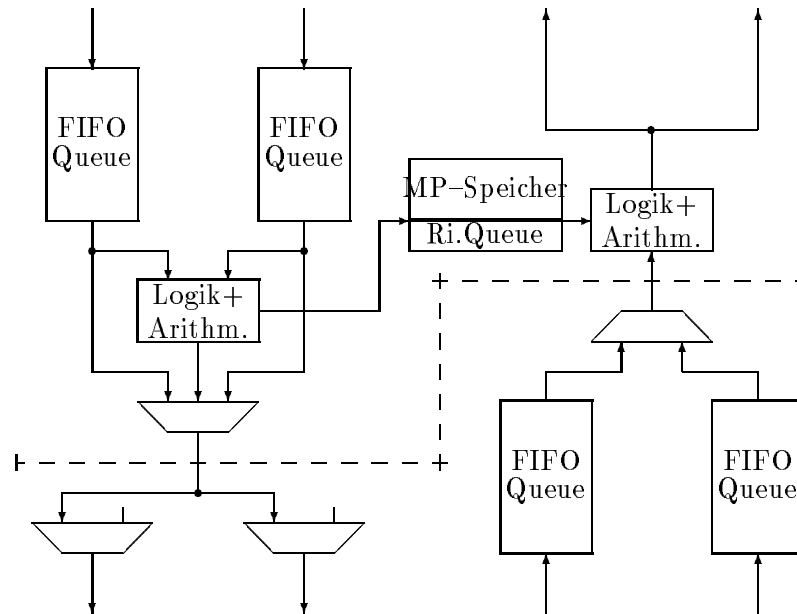 FIFO
Queue
FIFO
Queue
MP–Speicher
Ri.Queue
Logik+
Arithm.
Logik+
Arithm.
FIFO
Queue
FIFO
Queue